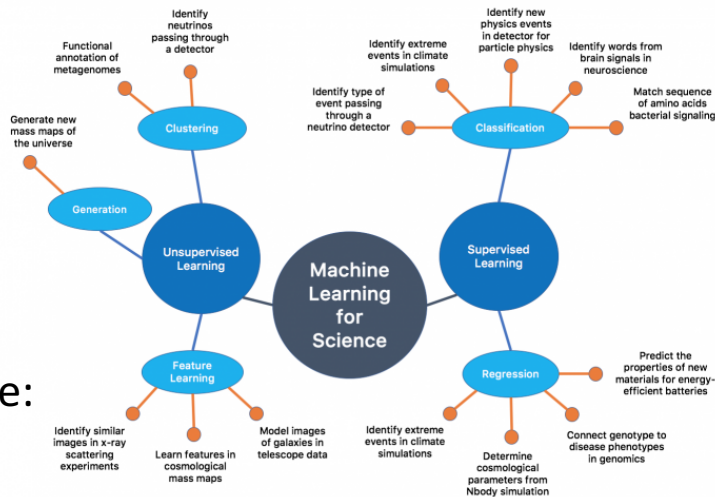 Identify
neutrinos
passing through
a detector
Functional
annotation of
metagenomes
Generate new
mass maps of
the universe
Clustering
Generation
Unsupervised
Learning
Feature
Learning
Identify similar
images in x-ray
scattering
experiments
Learn features in
cosmological
mass maps
Model images
of galaxies in
telescope data
e:
Machine
Learning
for
Science
Identify new
physics events
in detector for
particle physics
Identify extreme
events in climate
simulations
Identify words from
brain signals in
neuroscience
Identify type of
event passing
through a
neutrino detector
Match sequence
of amino acids
bacterial signaling
Classification
Supervised
Learning
Regression
Predict the
properties of new
materials for energy-
efficient batteries
Identify extreme
events in climate
simulations
Connect genotype to
disease phenotypes
in genomics
Determine
cosmological
parameters from
Nbody simulation